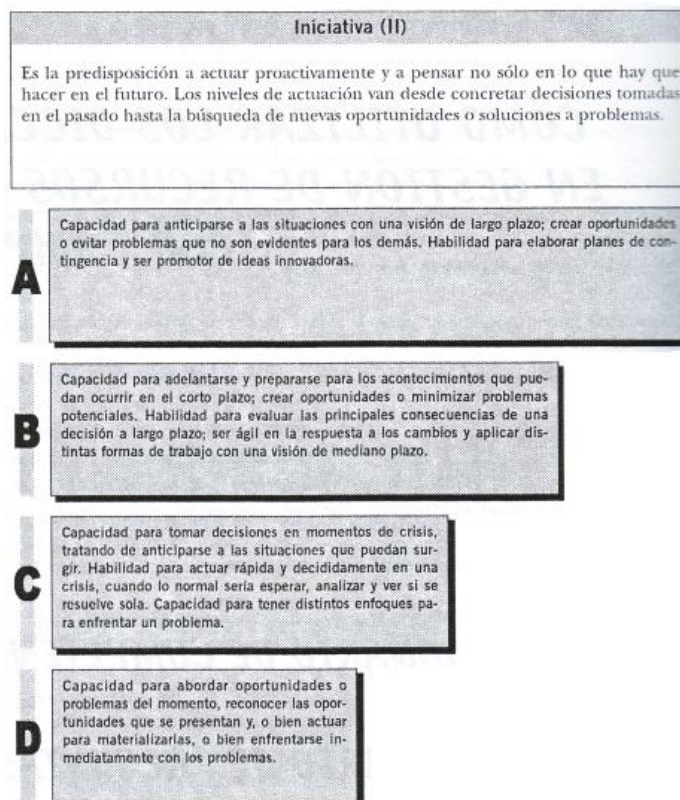 Iniciativa (II)
Es la predisposición a actuar proactivamente y a pensar no sólo en lo que hay que
hacer en el futuro. Los niveles de actuación van desde concretar decisiones tomadas
en el pasado hasta la búsqueda de nuevas oportunidades o soluciones a problemas.
A
Capacidad para anticiparse a las situaciones con una visión de largo plazo; crear oportunidades
o evitar problemas que no son evidentes para los demás. Habilidad para elaborar planes de con-
tingencia y ser promotor de ideas innovadoras.
B
Capacidad para adelantarse y prepararse para los acontecimientos que pue-
dan ocurrir en el corto plazo; crear oportunidades o minimizar problemas
potenciales. Habilidad para evaluar las principales consecuencias de una
decisión a largo plazo; ser ágil en la respuesta a los cambios y aplicar dis-
tintas formas de trabajo con una visión de mediano plazo.
C
Capacidad para tomar decisiones en momentos de crisis,
tratando de anticiparse a las situaciones que puedan sur-
gir. Habilidad para actuar rápida y decididamente en una
crisis, cuando lo normal sería esperar, analizar y ver si se
resuelve sola. Capacidad para tener distintos enfoques pa-
ra enfrentar un problema.
D
Capacidad para abordar oportunidades o
problemas del momento, reconocer las opor-
tunidades que se presentan y, o bien actuar
para materializarlas, o bien enfrentarse in-
mediatamente con los problemas.